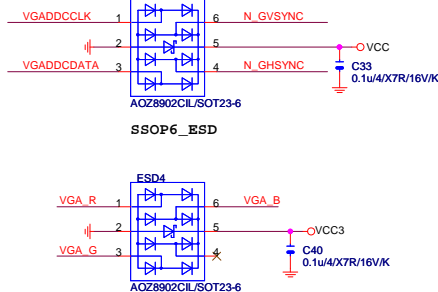 VGADDCCLK 1 6 N_GVSYNC
2 5 VCC
VGADDCDATA 3 4 N_GHSYNC
C33
0.1u/4/X7R/16V/K
AOZ8902CIL/SOT23-6
SSOP6_ESD
ESD4
VGA_R 1 6 VGA_B
2 5 VCC3
VGA_G 3 4
C40
0.1u/4/X7R/16V/K
AOZ8902CIL/SOT23-6